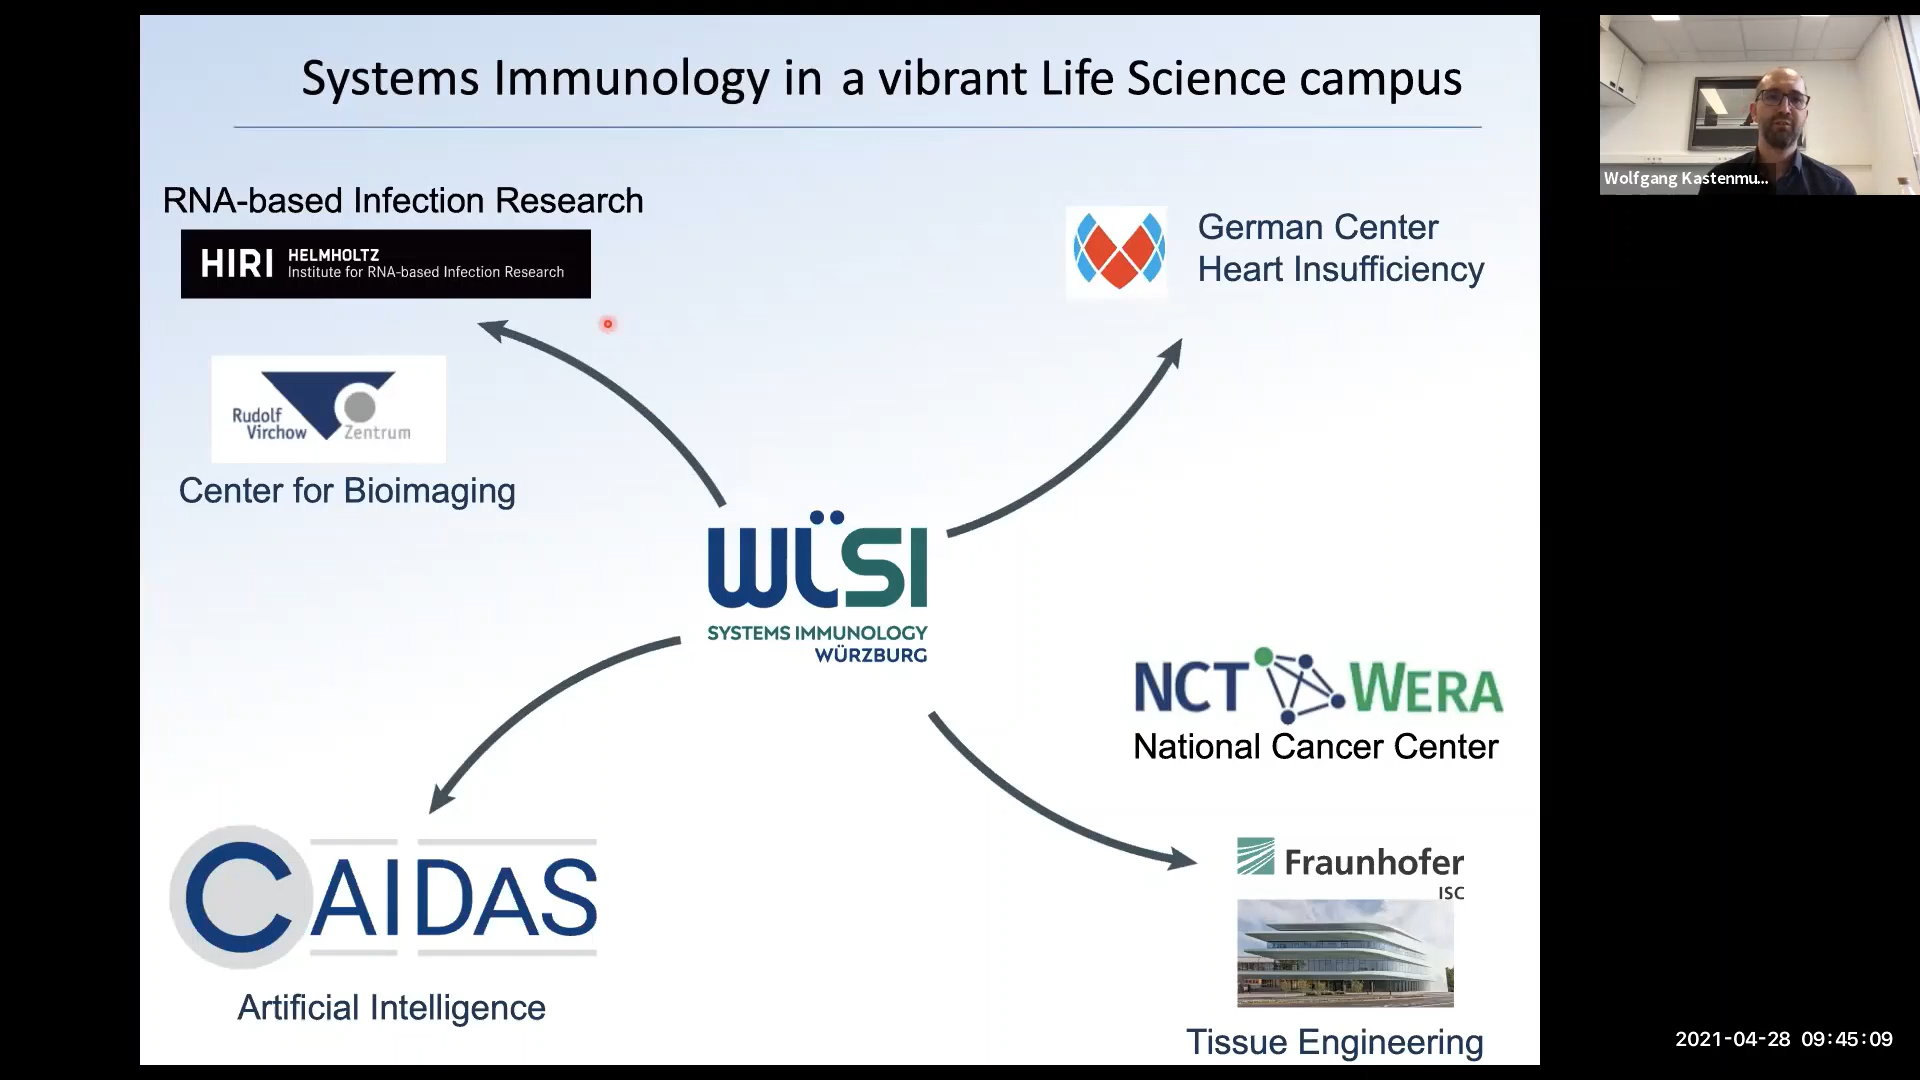 Systems Immunology in a vibrant Life Science campus
RNA-based Infection Research
HIRI HELMHOLTZ
Institute for RNA-based Infection Research
Rudolf
Virchow Zentrum
Center for Bioimaging
German Center
Heart Insufficiency
WÜSI
SYSTEMS IMMUNOLOGY
WÜRZBURG
NCT WERA
National Cancer Center
CAIDAS
Artificial Intelligence
Fraunhofer
ISC
Tissue Engineering
Wolfgang Kastenmu...
2021-04-28 09:45:09